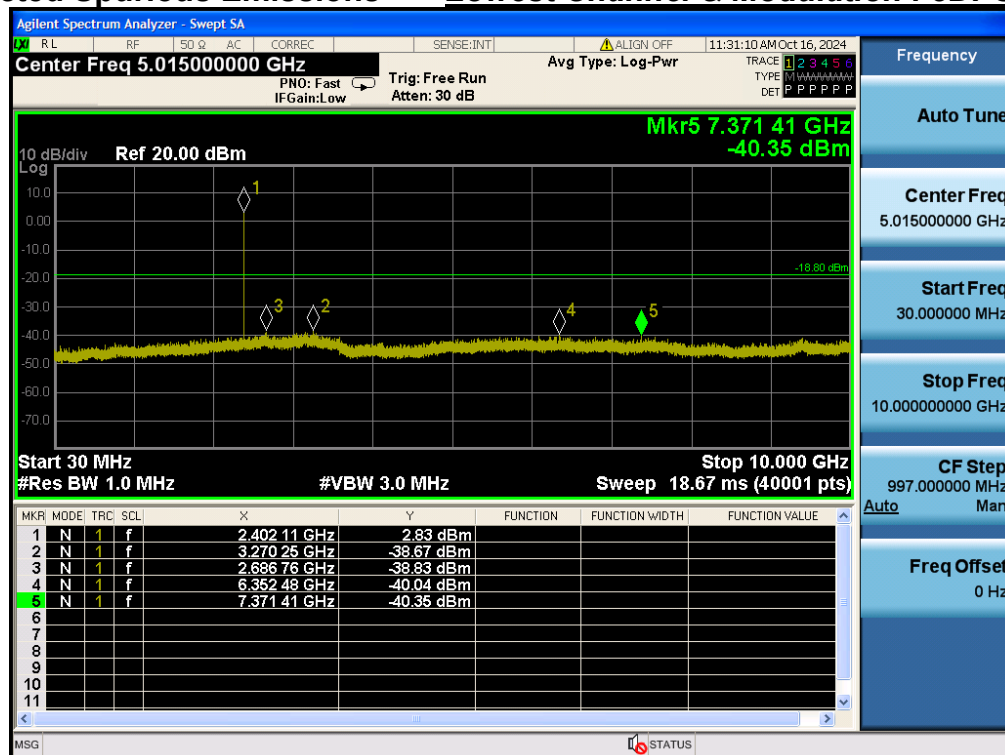 Agilent Spectrum Analyzer - Swept SA
LXI RL RF 50 Ω AC CORREC SENSE:INT ALIGN OFF 11:31:10 AM Oct 16, 2024
Center Freq 5.015000000 GHz
PNO: Fast
IFGain:Low
Trig: Free Run
Atten: 30 dB
Avg Type: Log-Pwr
TRACE 1 2 3 4 5 6
TYPE M W W W W W
DET P P P P P P
Mkr5 7.371 41 GHz
-40.35 dBm
10 dB/div Ref 20.00 dBm
Log
10.0
0.00
-10.0
-20.0
-30.0
-40.0
-50.0
-60.0
-70.0
-18.80 dBm
1
3
2
4
5
Start 30 MHz Stop 10.000 GHz
#Res BW 1.0 MHz #VBW 3.0 MHz Sweep 18.67 ms (40001 pts)
MKR MODE TRC SCL X Y FUNCTION FUNCTION WIDTH FUNCTION VALUE
1 N 1 f 2.402 11 GHz 2.83 dBm
2 N 1 f 3.270 25 GHz -38.67 dBm
3 N 1 f 2.686 76 GHz -38.83 dBm
4 N 1 f 6.352 48 GHz -40.04 dBm
5 N 1 f 7.371 41 GHz -40.35 dBm
6
7
8
9
10
11
MSG STATUS
Frequency
Auto Tune
Center Freq
5.015000000 GHz
Start Freq
30.000000 MHz
Stop Freq
10.000000000 GHz
CF Step
997.000000 MHz
Auto Man
Freq Offset
0 Hz